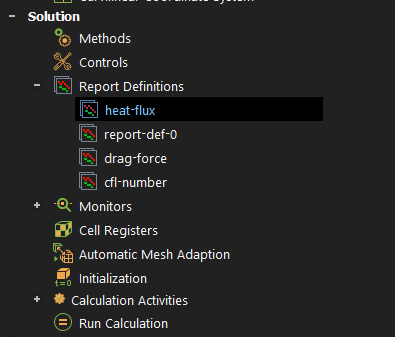 Solution
Methods
Controls
Report Definitions
heat-flux
report-def-0
drag-force
cfl-number
Monitors
Cell Registers
Automatic Mesh Adaption
t=0
Initialization
Calculation Activities
Run Calculation